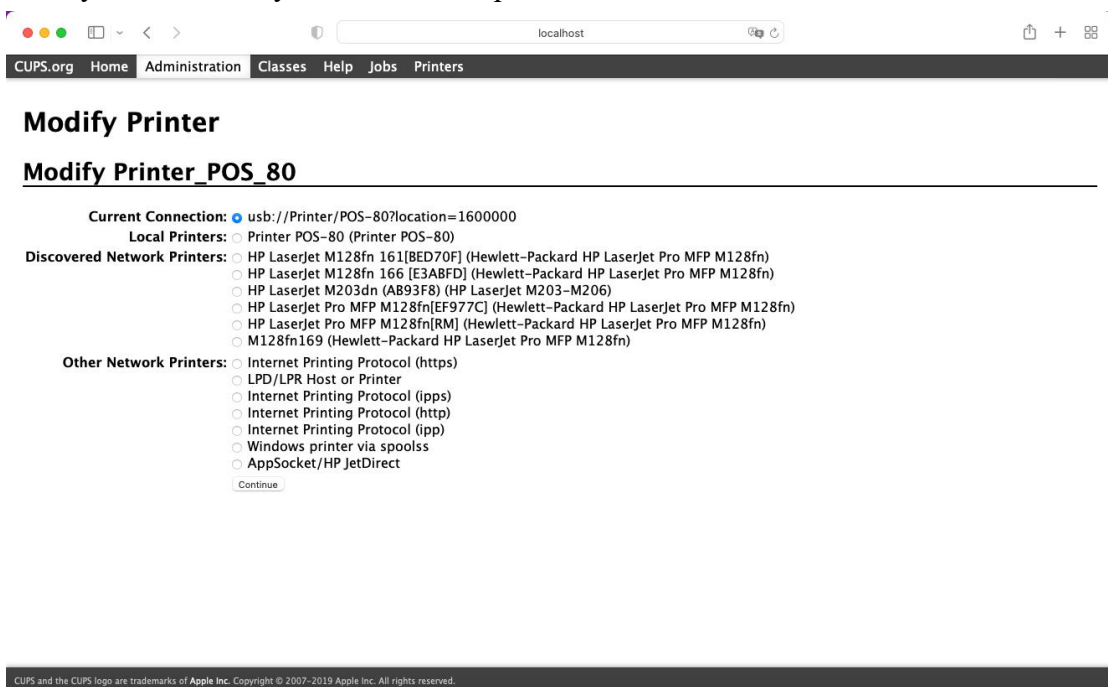 localhost
CUPS.org Home Administration Classes Help Jobs Printers
Modify Printer
Modify Printer_POS_80
Current Connection: usb://Printer/POS-80?location=1600000
Local Printers: Printer POS-80 (Printer POS-80)
Discovered Network Printers: HP LaserJet M128fn 161[BED70F] (Hewlett-Packard HP LaserJet Pro MFP M128fn)
HP LaserJet M128fn 166 [E3ABFD] (Hewlett-Packard HP LaserJet Pro MFP M128fn)
HP LaserJet M203dn (AB93F8) (HP LaserJet M203-M206)
HP LaserJet Pro MFP M128fn[EF977C] (Hewlett-Packard HP LaserJet Pro MFP M128fn)
HP LaserJet Pro MFP M128fn[RM] (Hewlett-Packard HP LaserJet Pro MFP M128fn)
M128fn169 (Hewlett-Packard HP LaserJet Pro MFP M128fn)
Other Network Printers: Internet Printing Protocol (https)
LPD/LPR Host or Printer
Internet Printing Protocol (ipps)
Internet Printing Protocol (http)
Internet Printing Protocol (ipp)
Windows printer via spoolss
AppSocket/HP JetDirect
Continue
CUPS and the CUPS logo are trademarks of Apple Inc. Copyright © 2007-2019 Apple Inc. All rights reserved.